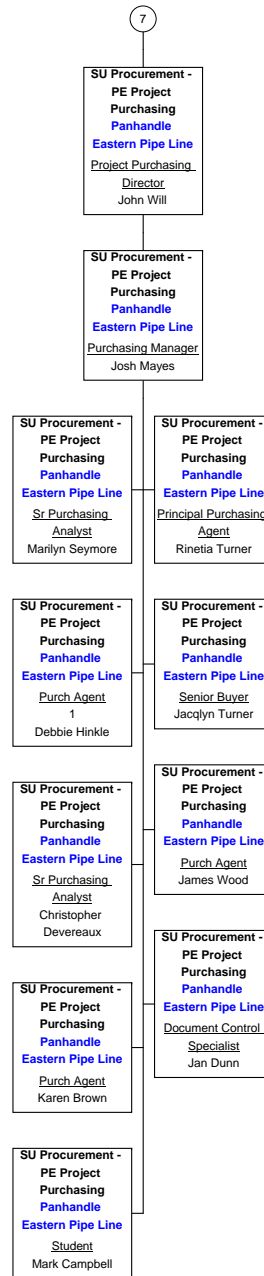 7
SU Procurement -
PE Project
Purchasing
Panhandle
Eastern Pipe Line
Project Purchasing
Director
John Will
SU Procurement -
PE Project
Purchasing
Panhandle
Eastern Pipe Line
Purchasing Manager
Josh Mayes
SU Procurement -
PE Project
Purchasing
Panhandle
Eastern Pipe Line
Sr Purchasing
Analyst
Marilyn Seymore
SU Procurement -
PE Project
Purchasing
Panhandle
Eastern Pipe Line
Principal Purchasing
Agent
Rinetia Turner
SU Procurement -
PE Project
Purchasing
Panhandle
Eastern Pipe Line
Purch Agent
1
Debbie Hinkle
SU Procurement -
PE Project
Purchasing
Panhandle
Eastern Pipe Line
Senior Buyer
Jacqlyn Turner
SU Procurement -
PE Project
Purchasing
Panhandle
Eastern Pipe Line
Sr Purchasing
Analyst
Christopher
Devereaux
SU Procurement -
PE Project
Purchasing
Panhandle
Eastern Pipe Line
Purch Agent
James Wood
SU Procurement -
PE Project
Purchasing
Panhandle
Eastern Pipe Line
Purch Agent
Karen Brown
SU Procurement -
PE Project
Purchasing
Panhandle
Eastern Pipe Line
Document Control
Specialist
Jan Dunn
SU Procurement -
PE Project
Purchasing
Panhandle
Eastern Pipe Line
Student
Mark Campbell